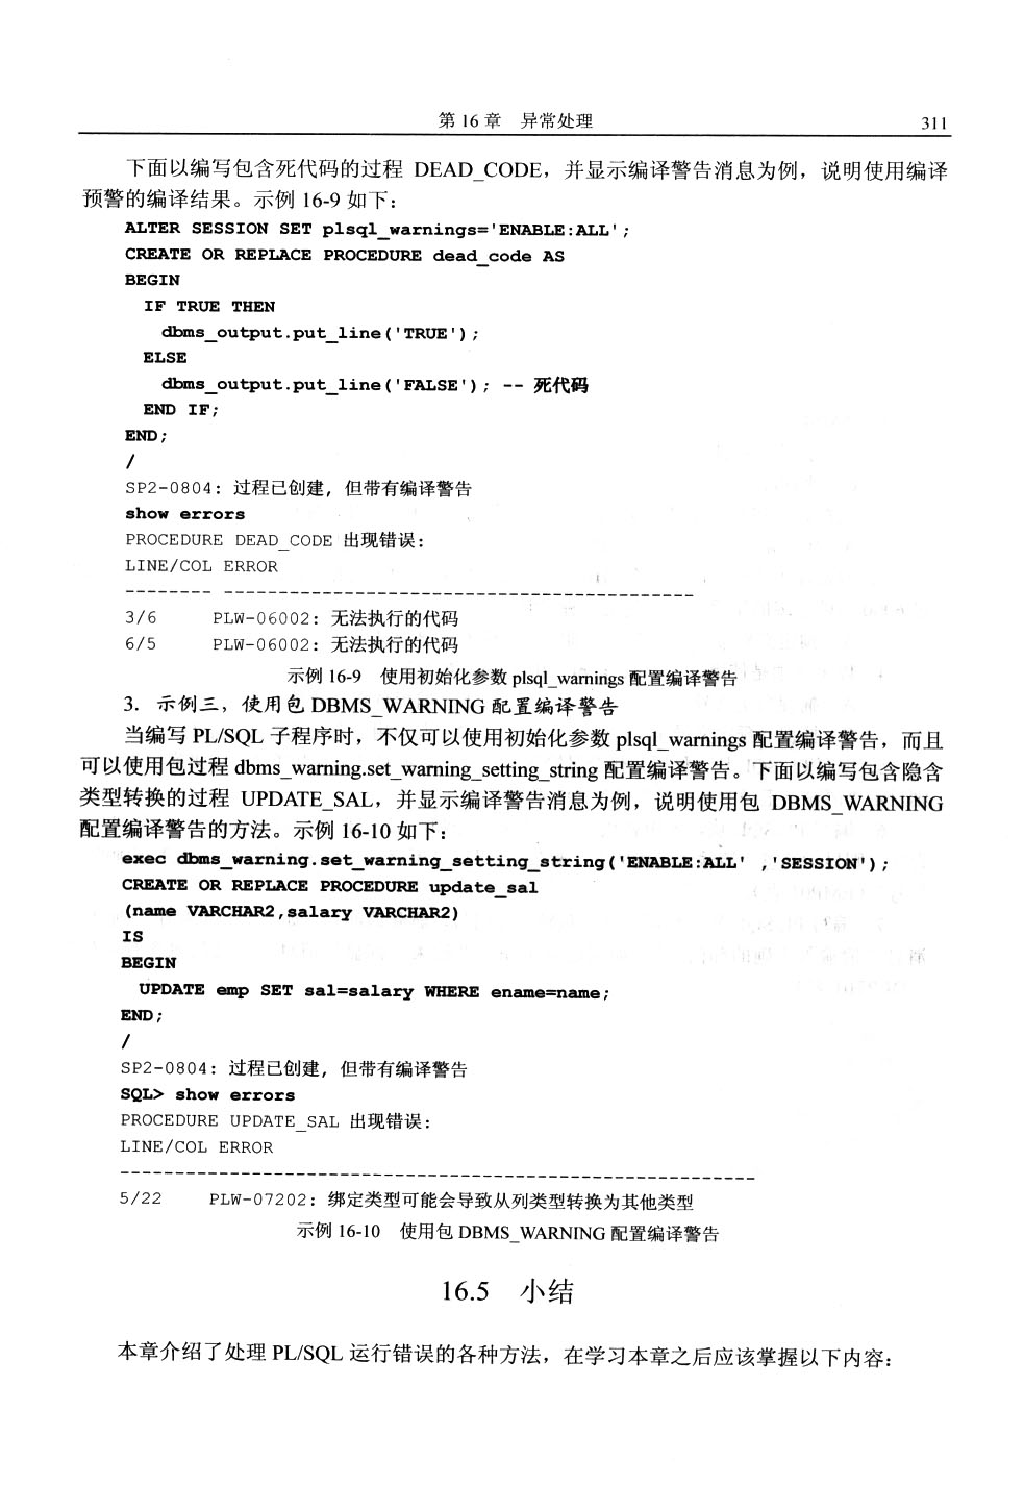 第 16 章　异常处理　311
下面以编写包含死代码的过程 DEAD_CODE，并显示编译警告消息为例，说明使用编译
预警的编译结果。示例 16-9 如下：
ALTER SESSION SET plsql_warnings='ENABLE:ALL';
CREATE OR REPLACE PROCEDURE dead_code AS
BEGIN
  IF TRUE THEN
    dbms_output.put_line('TRUE');
  ELSE
    dbms_output.put_line('FALSE'); -- 死代码
  END IF;
END;
/
SP2-0804: 过程已创建，但带有编译警告
show errors
PROCEDURE DEAD_CODE 出现错误:
LINE/COL ERROR
-------- -------------------------------------------
3/6     PLW-06002: 无法执行的代码
6/5     PLW-06002: 无法执行的代码
示例 16-9　使用初始化参数 plsql_warnings 配置编译警告
3．示例三，使用包 DBMS_WARNING 配置编译警告
当编写 PL/SQL 子程序时，不仅可以使用初始化参数 plsql_warnings 配置编译警告，而且
可以使用包过程 dbms_warning.set_warning_setting_string 配置编译警告。下面以编写包含隐含
类型转换的过程 UPDATE_SAL，并显示编译警告消息为例，说明使用包 DBMS_WARNING
配置编译警告的方法。示例 16-10 如下：
exec dbms_warning.set_warning_setting_string('ENABLE:ALL' ,'SESSION');
CREATE OR REPLACE PROCEDURE update_sal
(name VARCHAR2,salary VARCHAR2)
IS
BEGIN
  UPDATE emp SET sal=salary WHERE ename=name;
END;
/
SP2-0804: 过程已创建，但带有编译警告
SQL> show errors
PROCEDURE UPDATE_SAL 出现错误:
LINE/COL ERROR
----------------------------------------------------------
5/22    PLW-07202: 绑定类型可能会导致从列类型转换为其他类型
示例 16-10　使用包 DBMS_WARNING 配置编译警告
16.5　小结
本章介绍了处理 PL/SQL 运行错误的各种方法，在学习本章之后应该掌握以下内容：